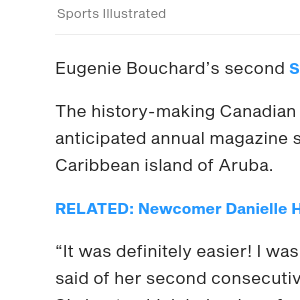 Sports Illustrated
Eugenie Bouchard’s second S
The history-making Canadian
anticipated annual magazine s
Caribbean island of Aruba.
RELATED: Newcomer Danielle H
“It was definitely easier! I was
said of her second consecutiv